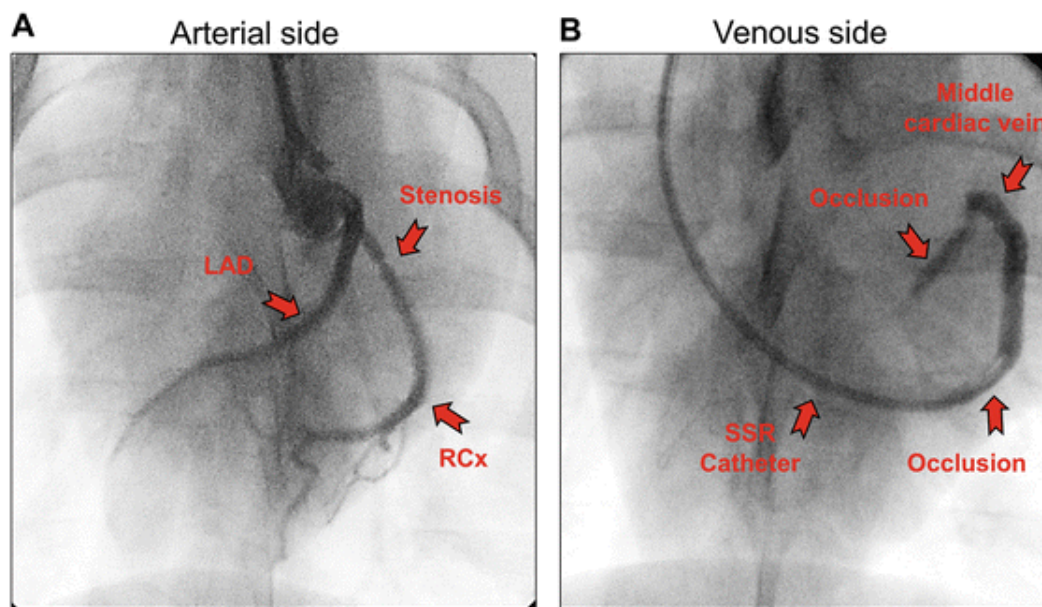 A
Arterial side
Stenosis
LAD
RCx
B
Venous side
Middle
cardiac vein
Occlusion
SSR
Catheter
Occlusion